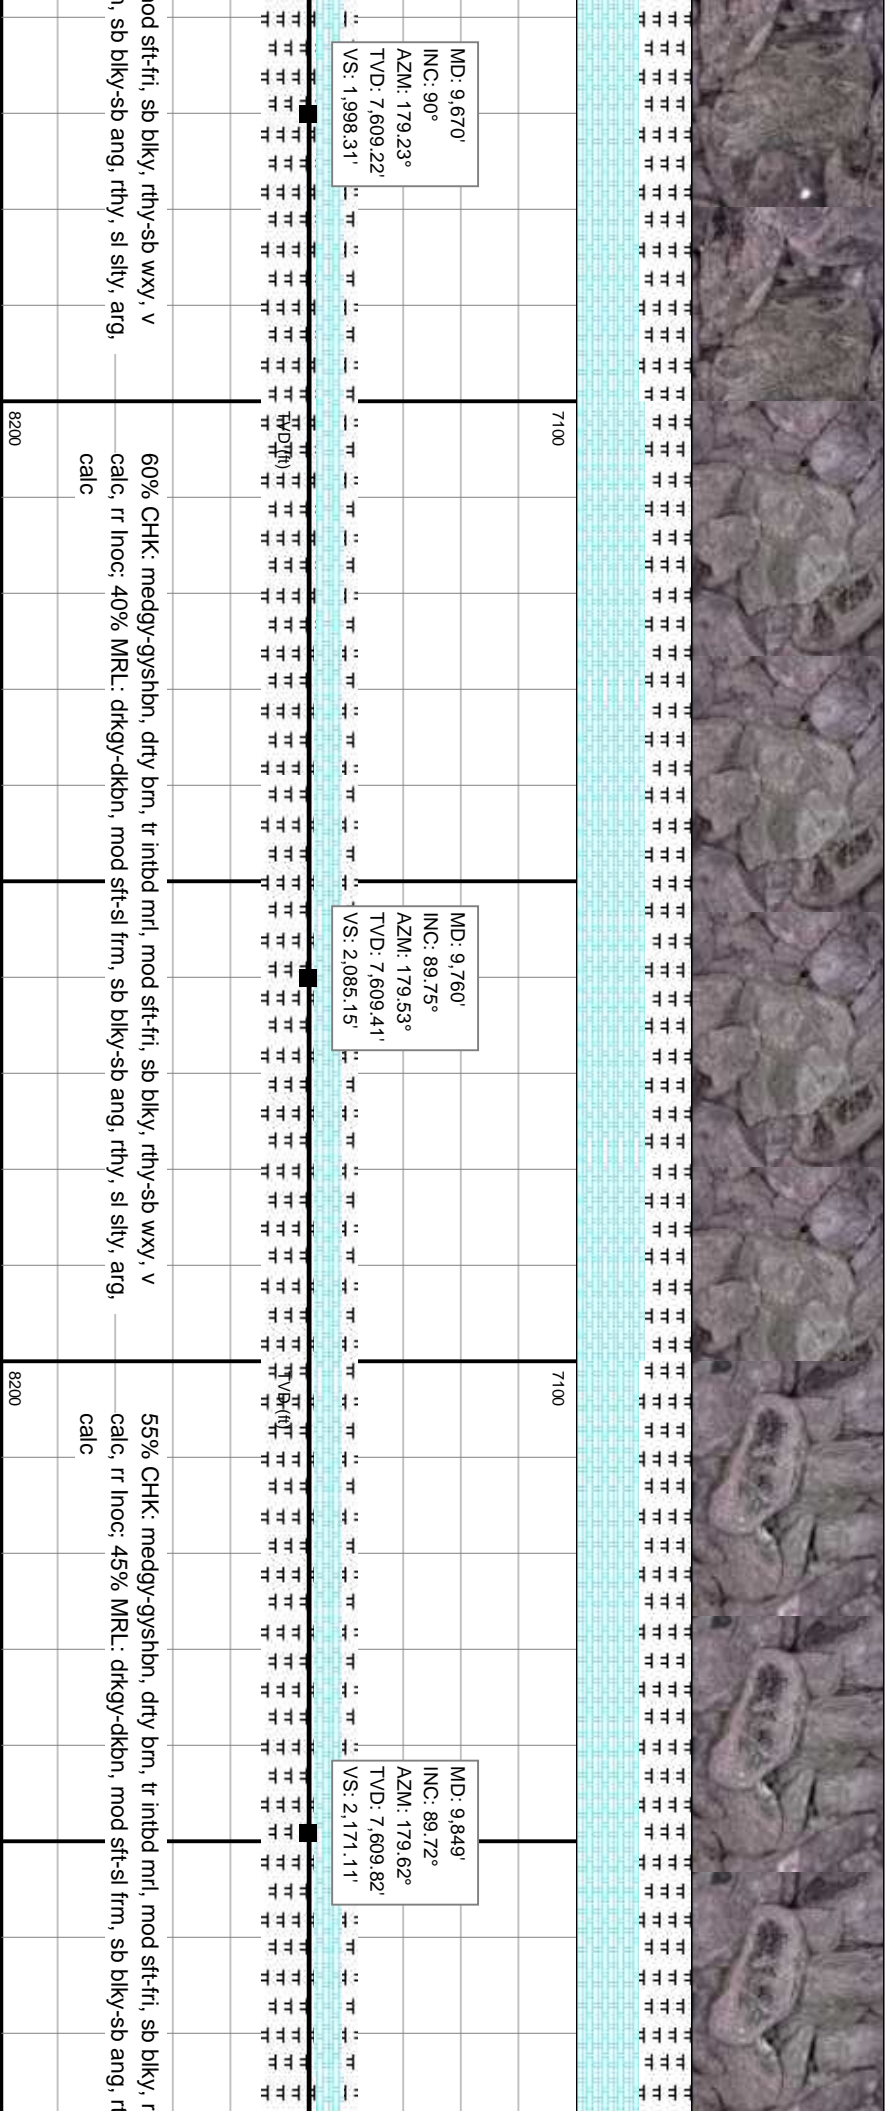 MD: 9,670'
INC: 90°
AZM: 179.23°
TVD: 7,609.22'
VS: 1,998.31'
sft-fri, sb blky, rthy-sb wxy, v
sb blky-sb ang, rthy, sl slty, arg,
7100
TVD (ft)
8200
60% CHK: medgy-gyshbn, drty brn, tr intbd mrl, mod sft-fri, sb blky, rthy-sb wxy, v
calc, rr Inoc; 40% MRL: drkgy-dkbn, mod sft-sl frm, sb blky-sb ang, rthy, sl slty, arg,
calc
MD: 9,760'
INC: 89.75°
AZM: 179.53°
TVD: 7,609.41'
VS: 2,085.15'
7100
TVD (ft)
8200
55% CHK: medgy-gyshbn, drty brn, tr intbd mrl, mod sft-fri, sb blky,
calc, rr Inoc; 45% MRL: drkgy-dkbn, mod sft-sl frm, sb blky-sb ang,
calc
MD: 9,849'
INC: 89.72°
AZM: 179.62°
TVD: 7,609.82'
VS: 2,171.11'